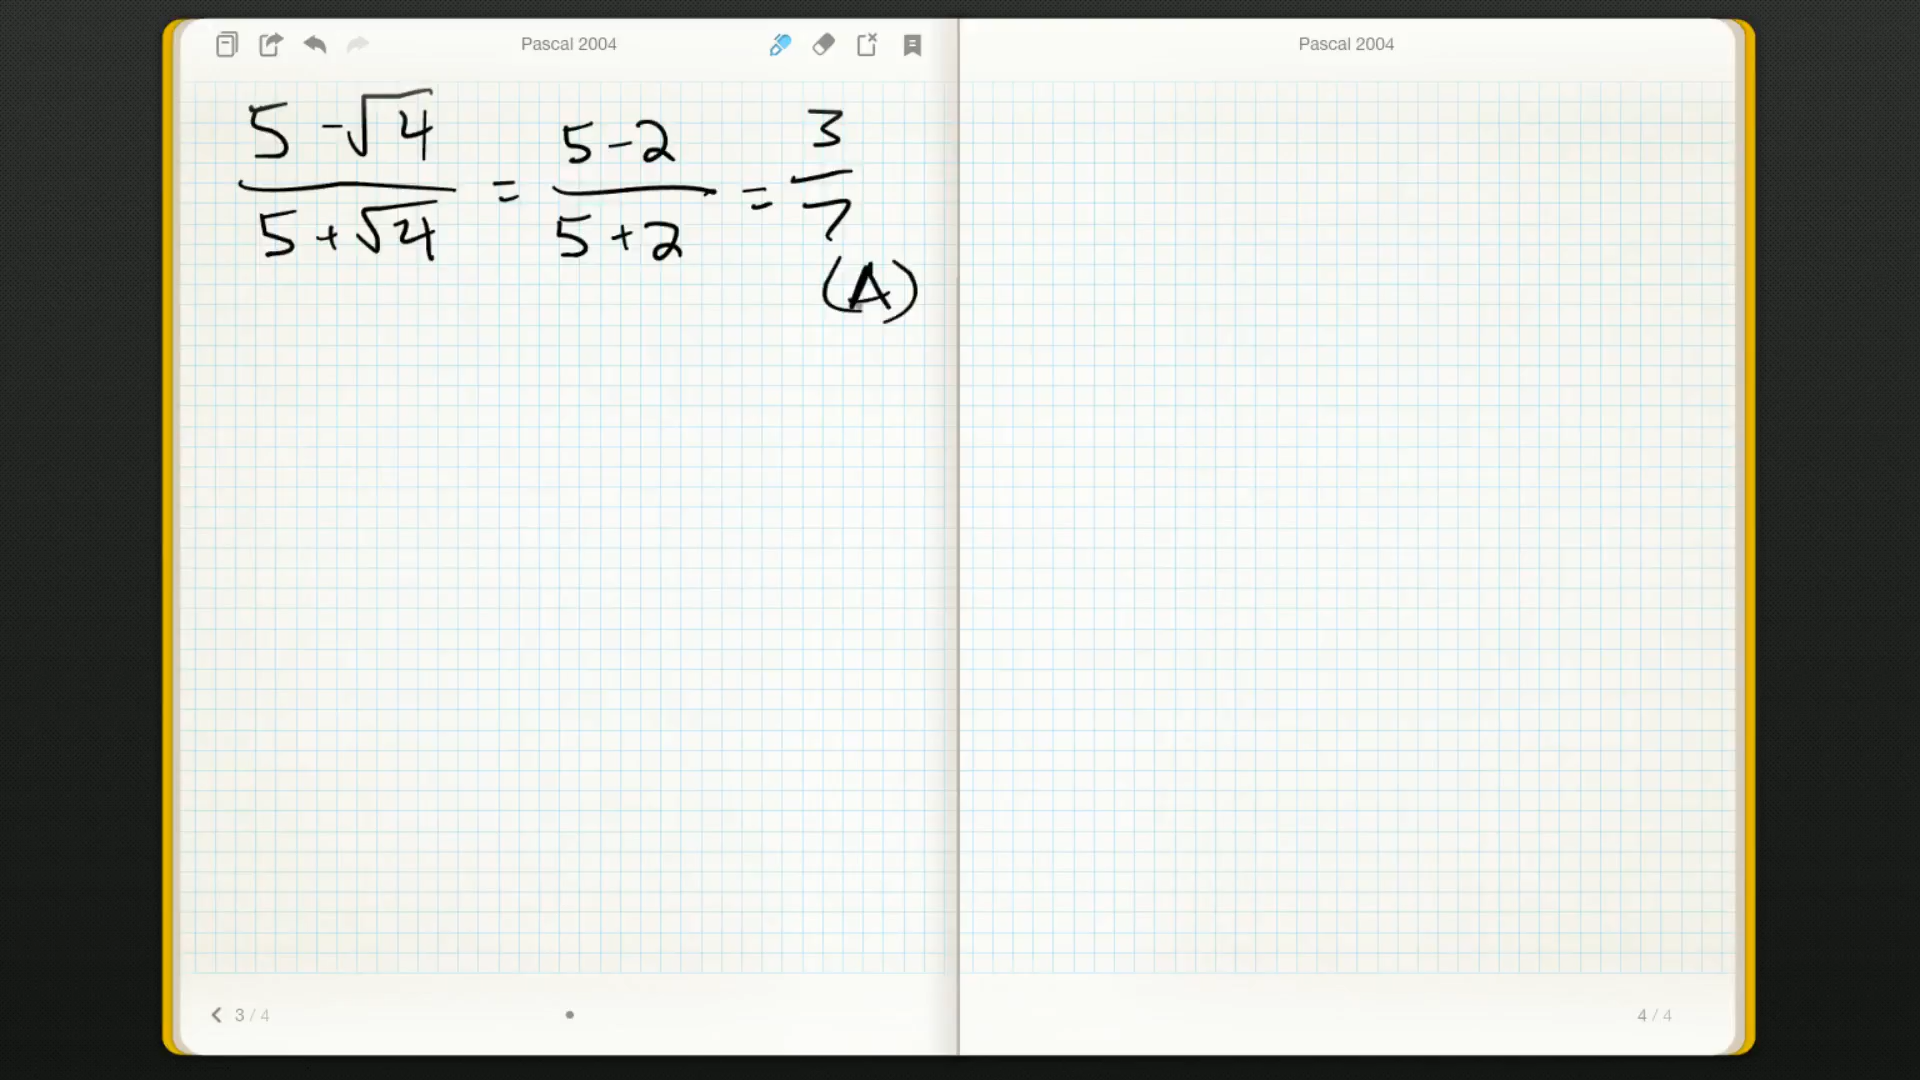 Pascal 2004
Pascal 2004
5 - √4 / 5 + √4 = 5 - 2 / 5 + 2 = 3 / 7
(A)
3 / 4
4 / 4